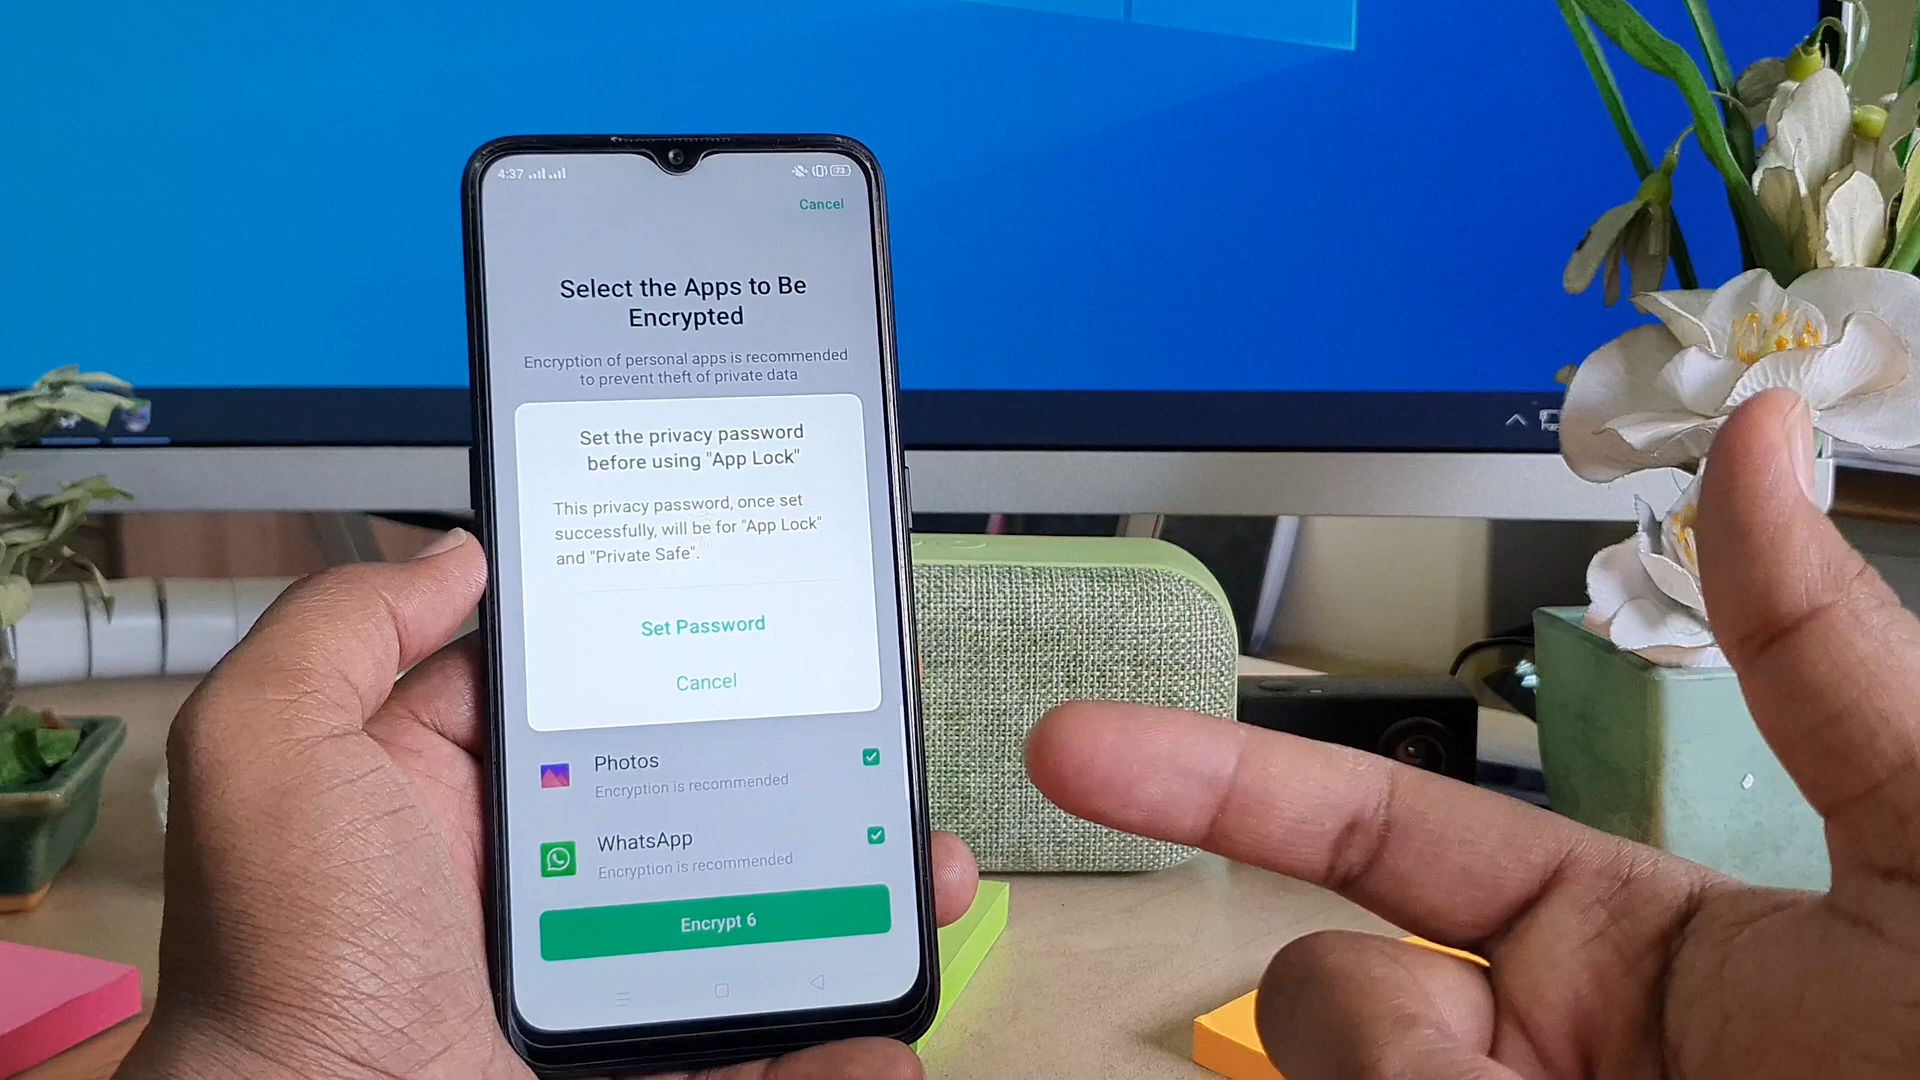 4:37
73
Cancel
Select the Apps to Be
Encrypted
Encryption of personal apps is recommended
to prevent theft of private data
Set the privacy password
before using "App Lock"
This privacy password, once set
successfully, will be for "App Lock"
and "Private Safe".
Set Password
Cancel
Photos
Encryption is recommended
WhatsApp
Encryption is recommended
Encrypt 6